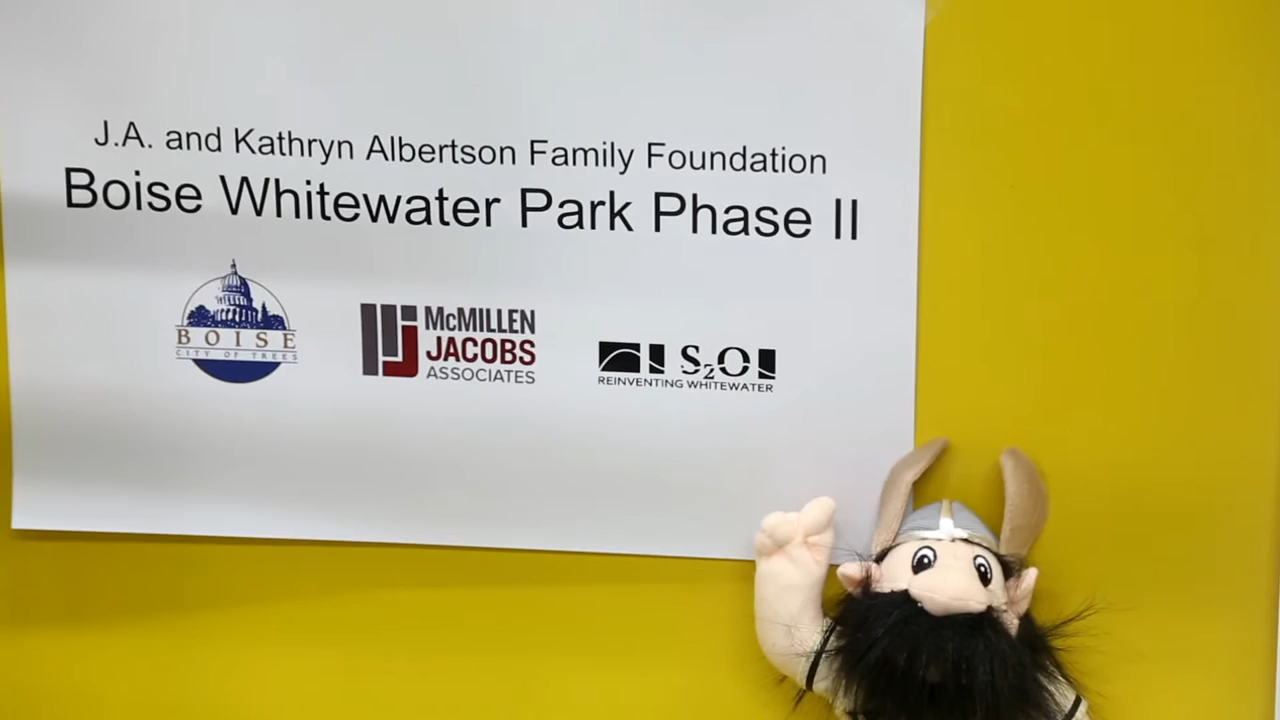 J.A. and Kathryn Albertson Family Foundation
Boise Whitewater Park Phase II
BOISE
CITY OF TREES
McMILLEN
JACOBS
ASSOCIATES
S₂O
REINVENTING WHITEWATER